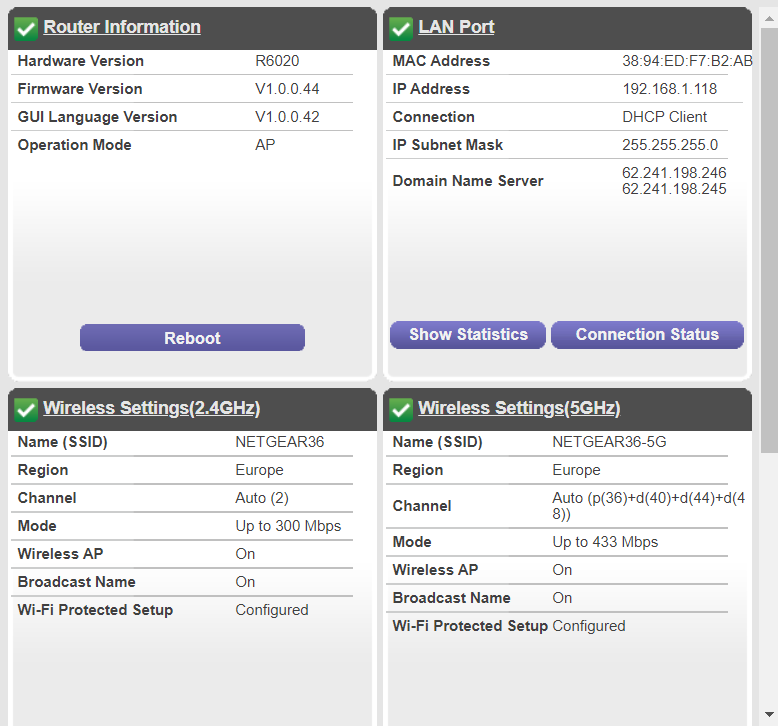 Router Information
Hardware Version R6020
Firmware Version V1.0.0.44
GUI Language Version V1.0.0.42
Operation Mode AP
Reboot
LAN Port
MAC Address 38:94:ED:F7:B2:AB
IP Address 192.168.1.118
Connection DHCP Client
IP Subnet Mask 255.255.255.0
Domain Name Server 62.241.198.246
62.241.198.245
Show Statistics Connection Status
Wireless Settings(2.4GHz)
Name (SSID) NETGEAR36
Region Europe
Channel Auto (2)
Mode Up to 300 Mbps
Wireless AP On
Broadcast Name On
Wi-Fi Protected Setup Configured
Wireless Settings(5GHz)
Name (SSID) NETGEAR36-5G
Region Europe
Channel Auto (p(36)+d(40)+d(44)+d(4
8))
Mode Up to 433 Mbps
Wireless AP On
Broadcast Name On
Wi-Fi Protected Setup Configured